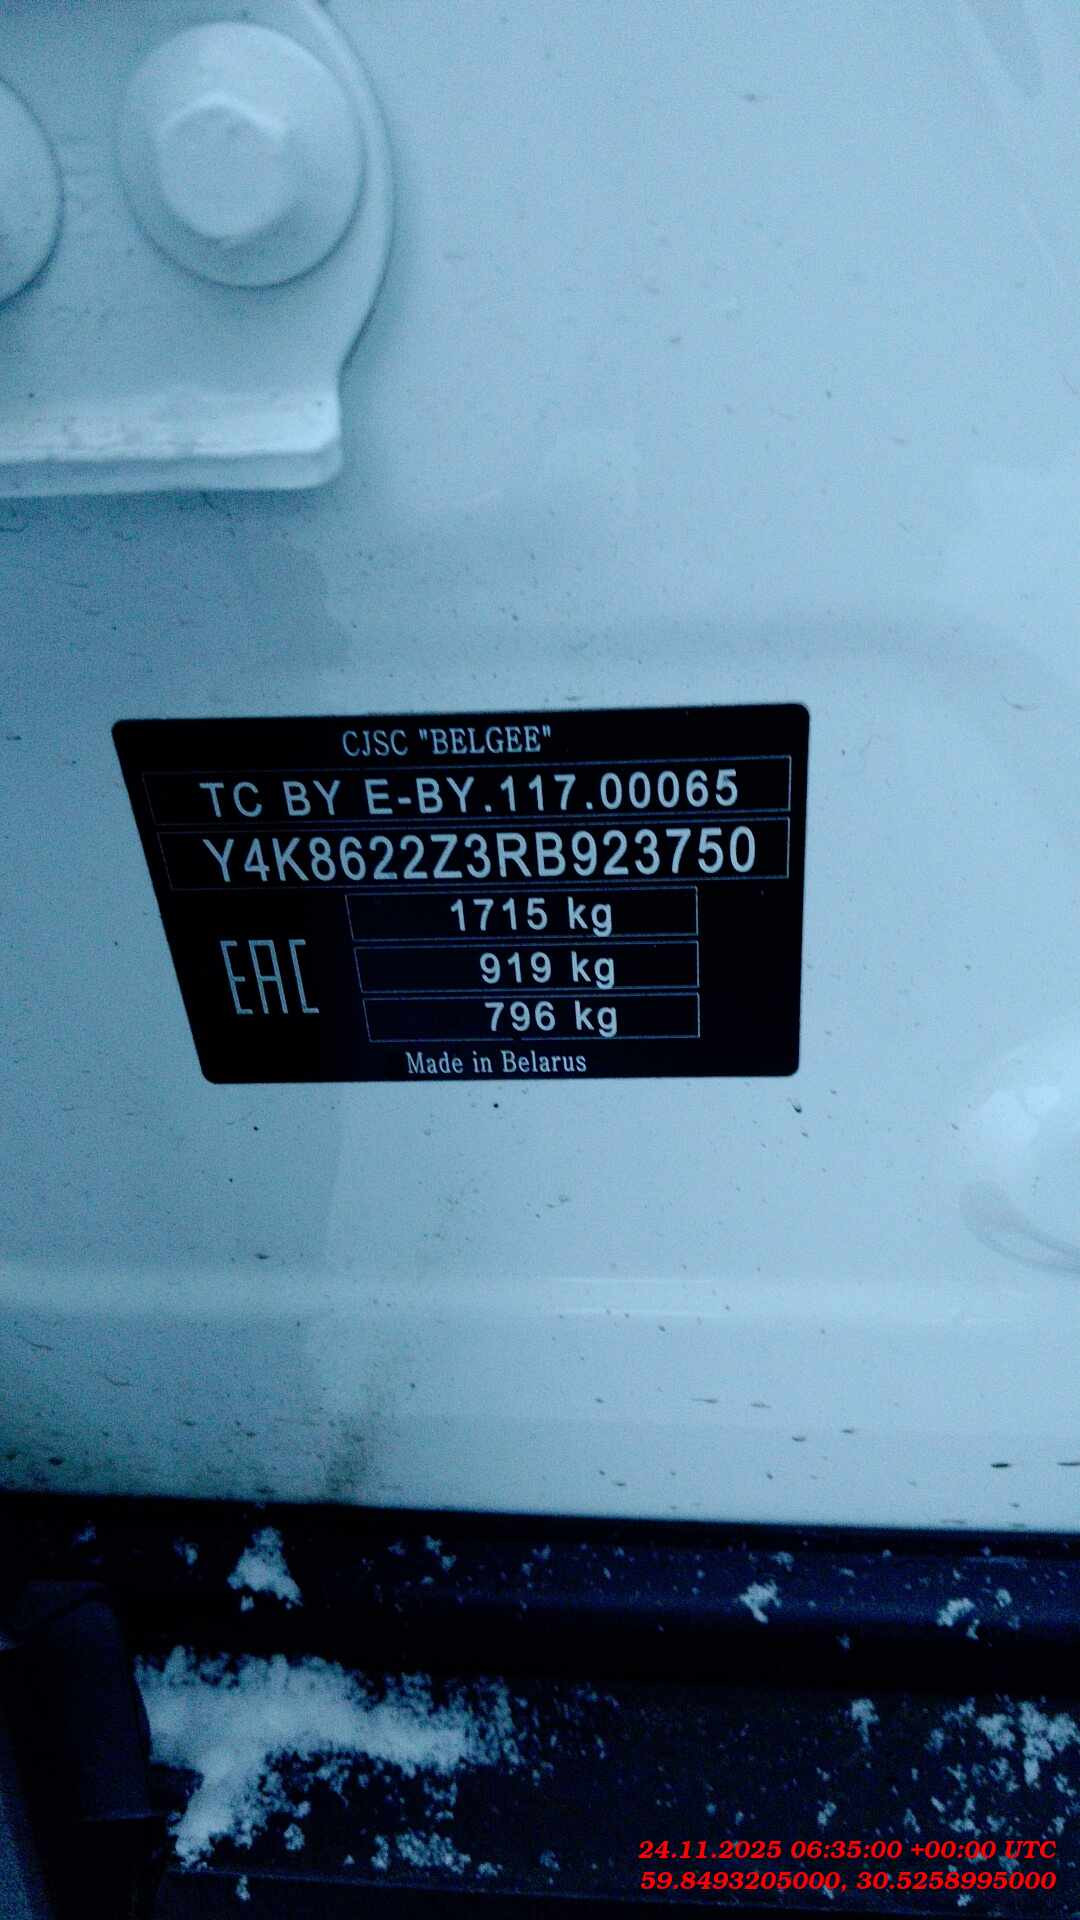 CJSC "BELGEE"
TC BY E-BY.117.00065
Y4K8622Z3RB923750
1715 kg
919 kg
EAC
796 kg
Made in Belarus
24.11.2025 06:35:00 +00:00 UTC
59.8493205000, 30.5258995000